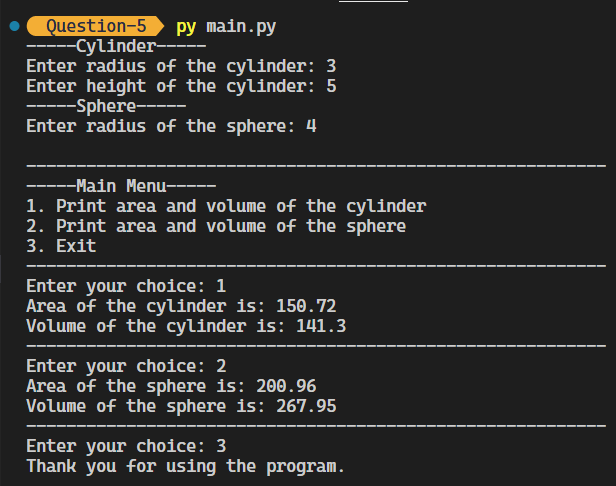 Question-5 py main.py
-----Cylinder-----
Enter radius of the cylinder: 3
Enter height of the cylinder: 5
-----Sphere-----
Enter radius of the sphere: 4
----------------------------------------------------------
-----Main Menu-----
1. Print area and volume of the cylinder
2. Print area and volume of the sphere
3. Exit
----------------------------------------------------------
Enter your choice: 1
Area of the cylinder is: 150.72
Volume of the cylinder is: 141.3
----------------------------------------------------------
Enter your choice: 2
Area of the sphere is: 200.96
Volume of the sphere is: 267.95
----------------------------------------------------------
Enter your choice: 3
Thank you for using the program.